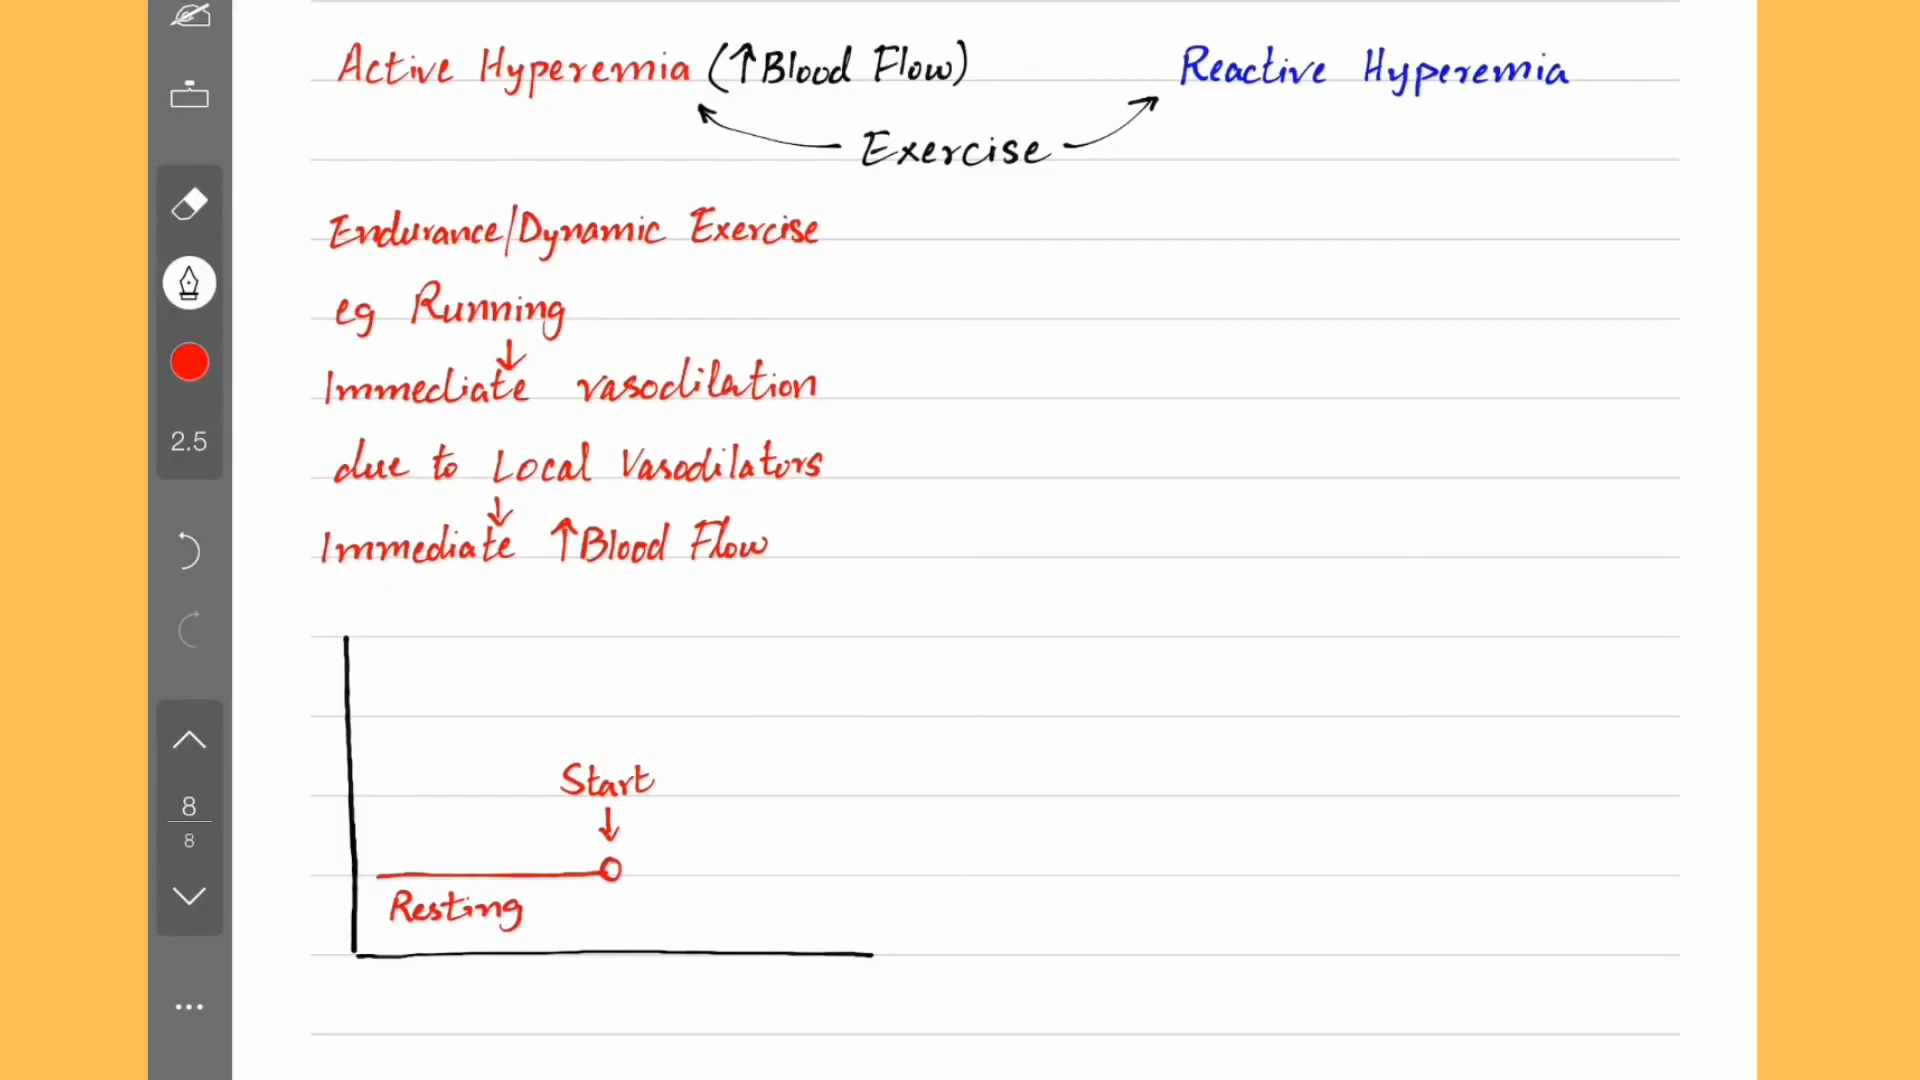 Active Hyperemia (↑Blood Flow)
Reactive Hyperemia
Exercise
Endurance/Dynamic Exercise
eg Running
↓
Immediate vasodilation
due to Local Vasodilators
↓
Immediate ↑Blood Flow
Start
↓
Resting
2.5
8
8